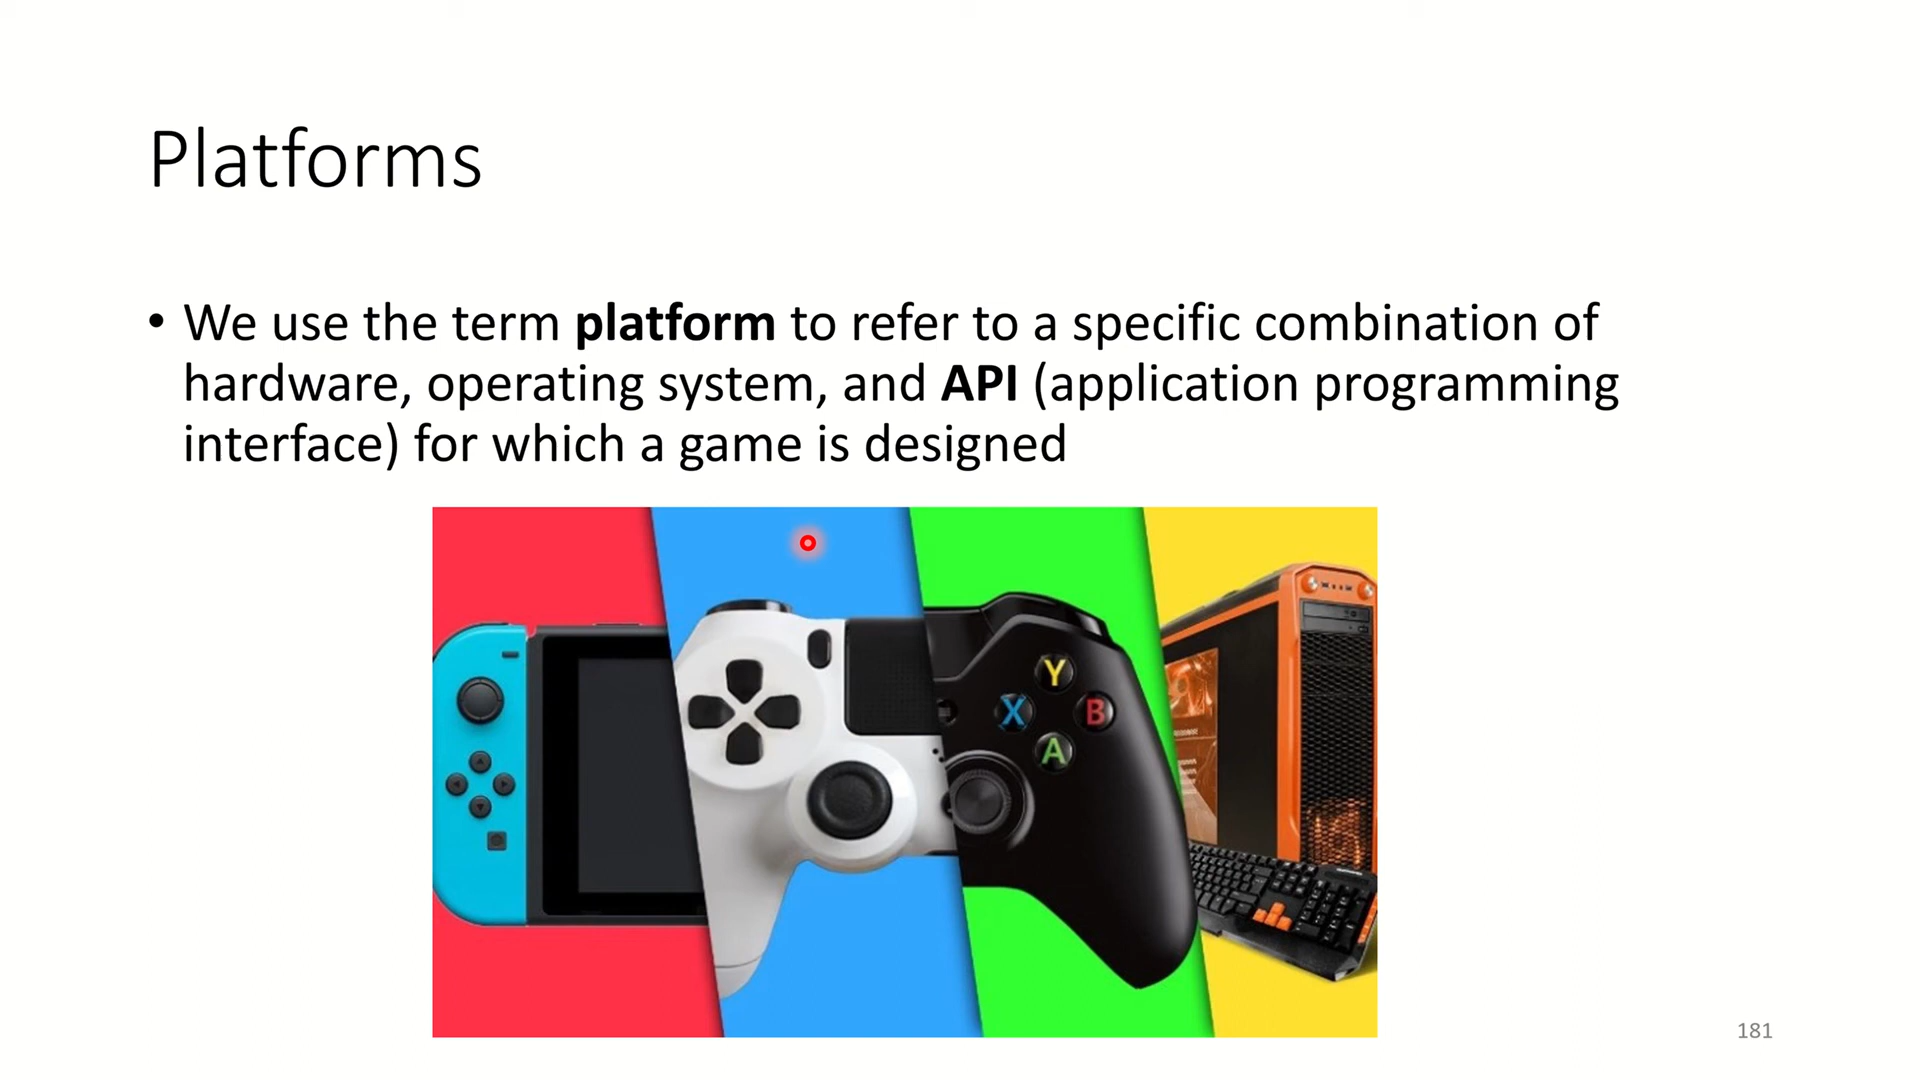 Platforms
• We use the term platform to refer to a specific combination of
hardware, operating system, and API (application programming
interface) for which a game is designed
Y
X B
A
181